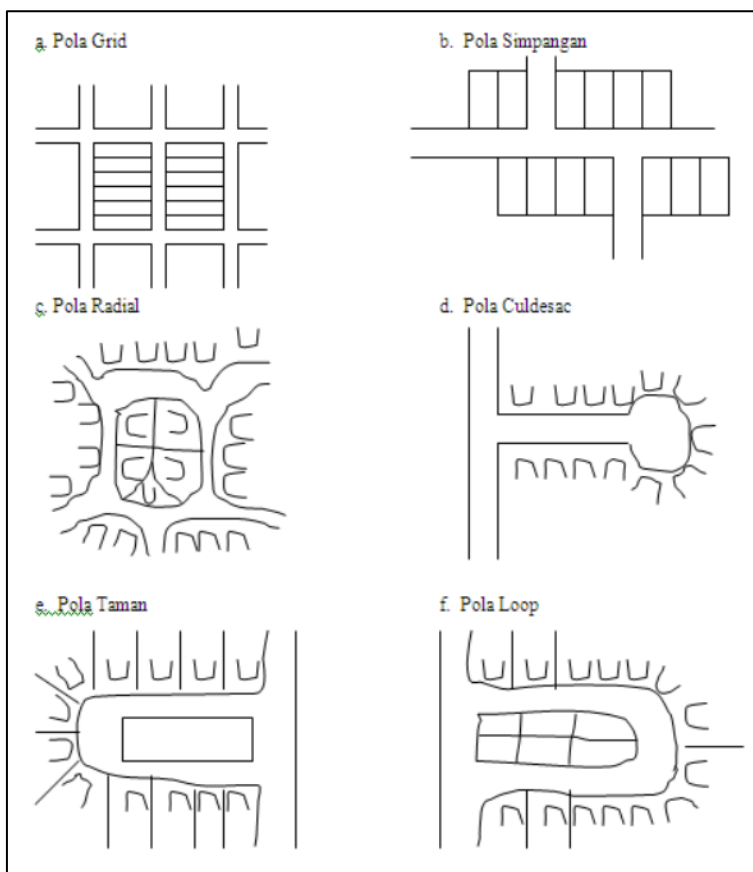 a. Pola Grid
b. Pola Simpangan
c. Pola Radial
d. Pola Culdesac
e. Pola Taman
f. Pola Loop